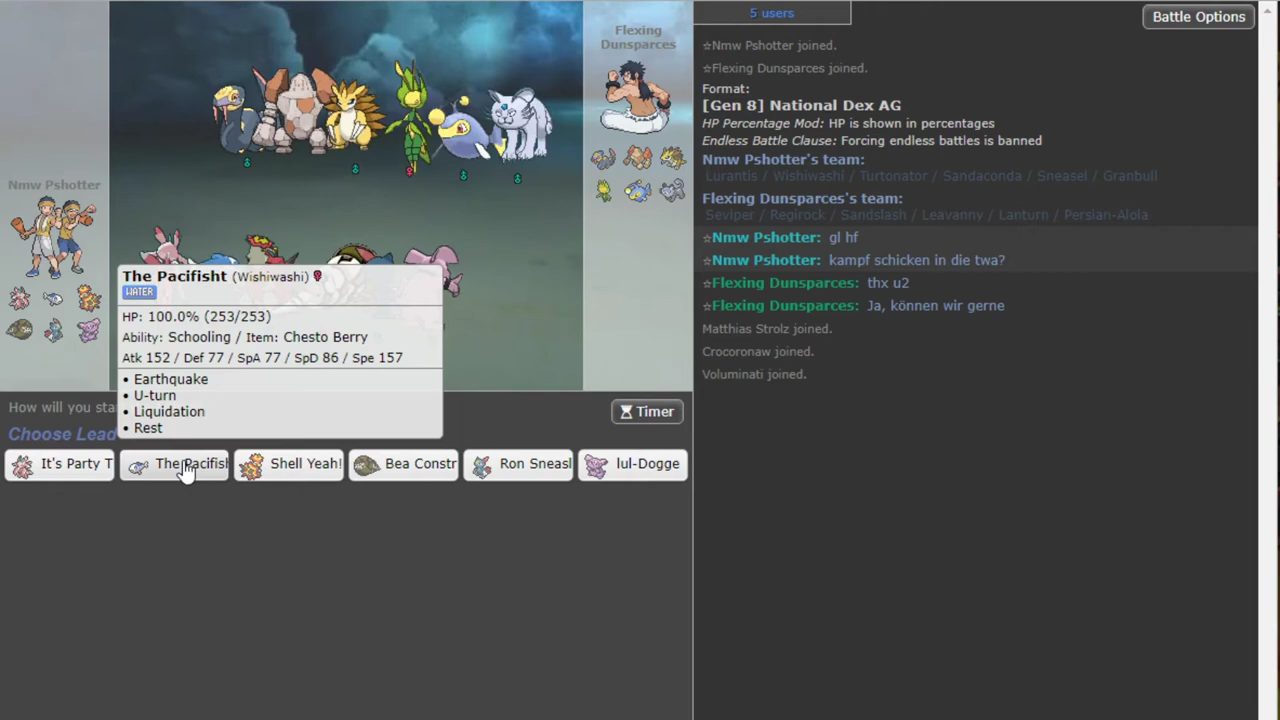 5 users
Battle Options
Flexing
Dunsparces
Nmw Pshotter
☆Nmw Pshotter joined.
☆Flexing Dunsparces joined.
Format:
[Gen 8] National Dex AG
HP Percentage Mod: HP is shown in percentages
Endless Battle Clause: Forcing endless battles is banned
Nmw Pshotter's team:
Lurantis / Wishiwashi / Turtonator / Sandaconda / Sneasel / Granbull
Flexing Dunsparces's team:
Seviper / Regirock / Sandslash / Leavanny / Lanturn / Persian-Alola
☆Nmw Pshotter: gl hf
☆Nmw Pshotter: kampf schicken in die twa?
☆Flexing Dunsparces: thx u2
☆Flexing Dunsparces: Ja, können wir gerne
Matthias Strolz joined.
Crocoronaw joined.
Voluminati joined.
The Pacifisht (Wishiwashi)
WATER
HP: 100.0% (253/253)
Ability: Schooling / Item: Chesto Berry
Atk 152 / Def 77 / SpA 77 / SpD 86 / Spe 157
• Earthquake
• U-turn
• Liquidation
• Rest
How will you sta
Timer
Choose Lead
It's Party T
The Pacifish
Shell Yeah!
Bea Constr
Ron Sneasl
lul-Dogge